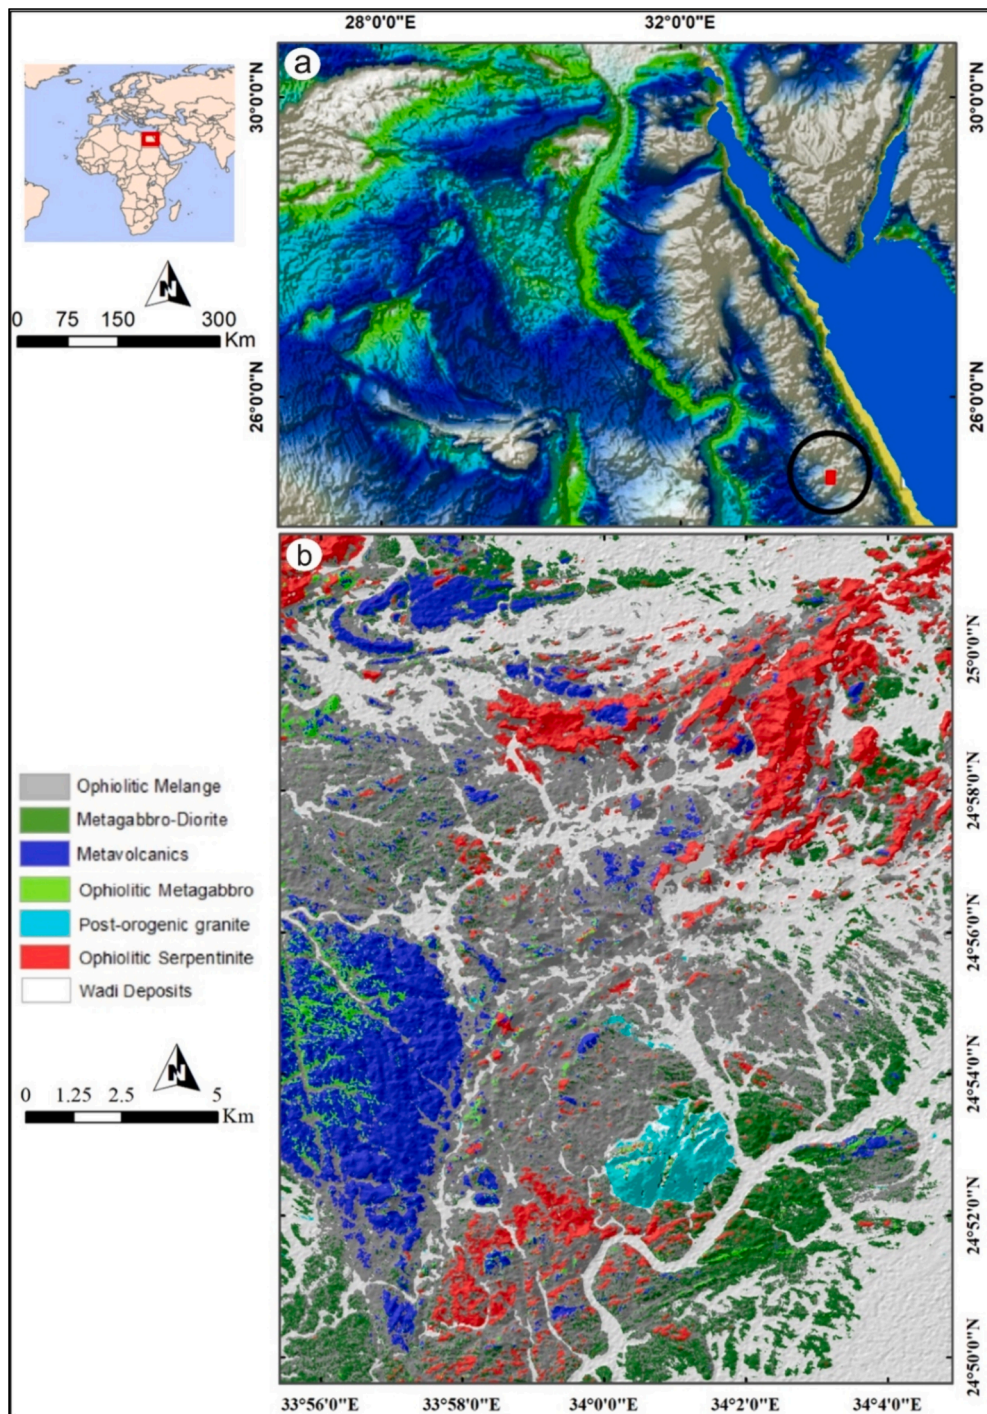 28°0'0"E 32°0'0"E
a
30°0'0"N
30°0'0"N
N
0 75 150 300
Km
26°0'0"N
26°0'0"N
b
25°0'0"N
Ophiolitic Melange
Metagabbro-Diorite
Metavolcanics
Ophiolitic Metagabbro
Post-orogenic granite
Ophiolitic Serpentinite
Wadi Deposits
24°58'0"N
24°56'0"N
N
0 1.25 2.5 5
Km
24°54'0"N
24°52'0"N
24°50'0"N
33°56'0"E 33°58'0"E 34°0'0"E 34°2'0"E 34°4'0"E